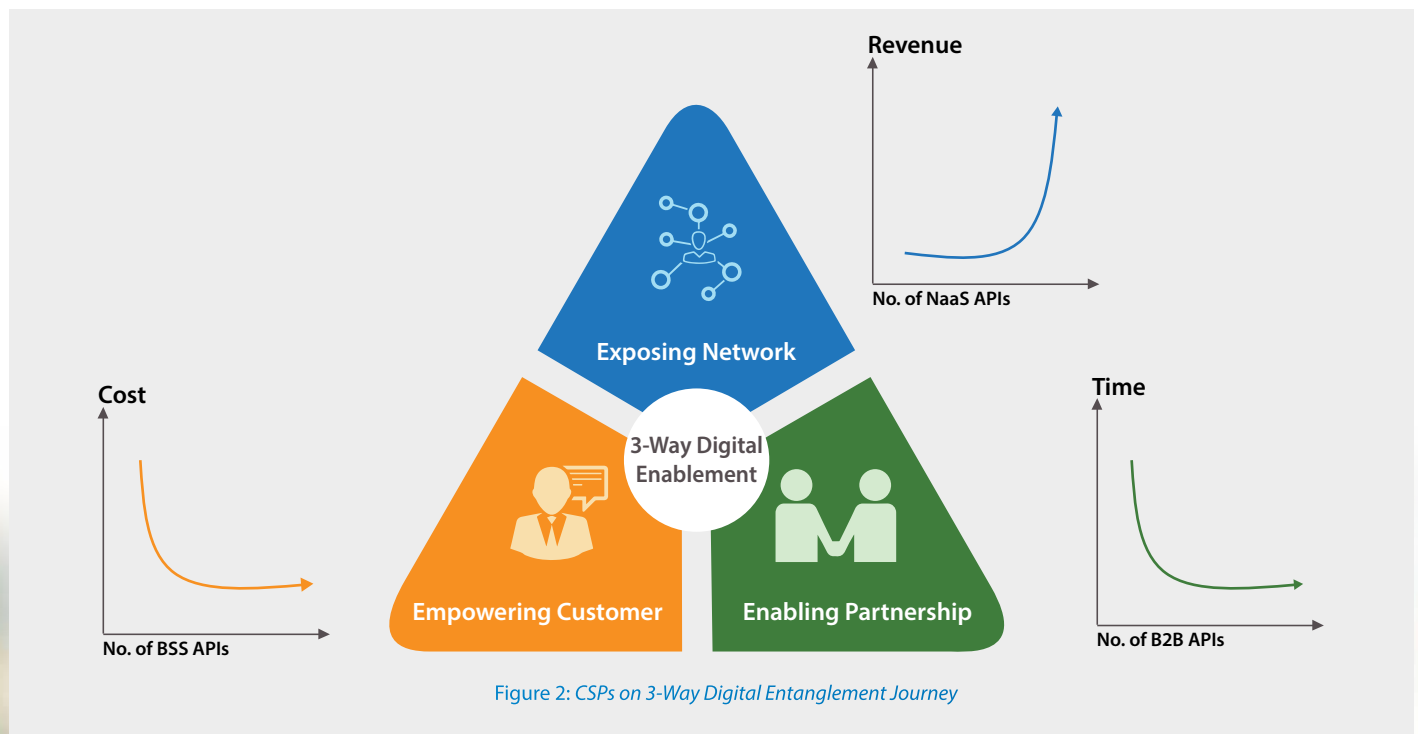 Revenue
No. of NaaS APIs
Exposing Network
Cost
No. of BSS APIs
3-Way Digital
Enablement
Time
No. of B2B APIs
Empowering Customer
Enabling Partnership
Figure 2: CSPs on 3-Way Digital Entanglement Journey